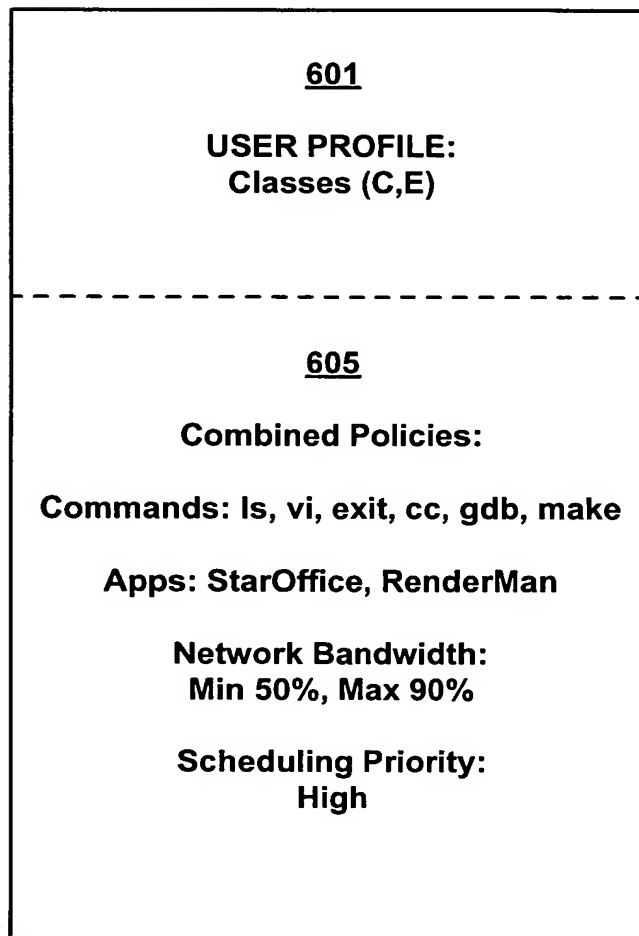 601
USER PROFILE:
Classes (C,E)
605
Combined Policies:
Commands: ls, vi, exit, cc, gdb, make
Apps: StarOffice, RenderMan
Network Bandwidth:
Min 50%, Max 90%
Scheduling Priority:
High